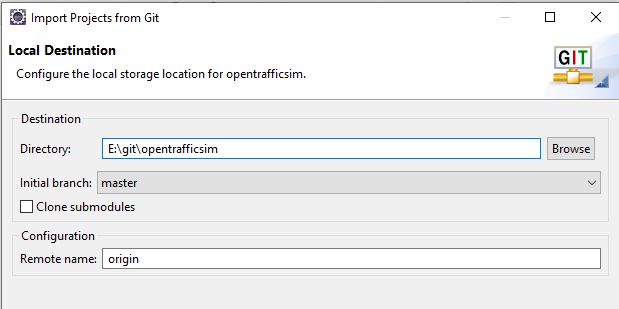 Import Projects from Git
Local Destination
Configure the local storage location for opentrafficsim.
GIT
Destination
Directory: E:\git\opentrafficsim Browse
Initial branch: master
Clone submodules
Configuration
Remote name: origin